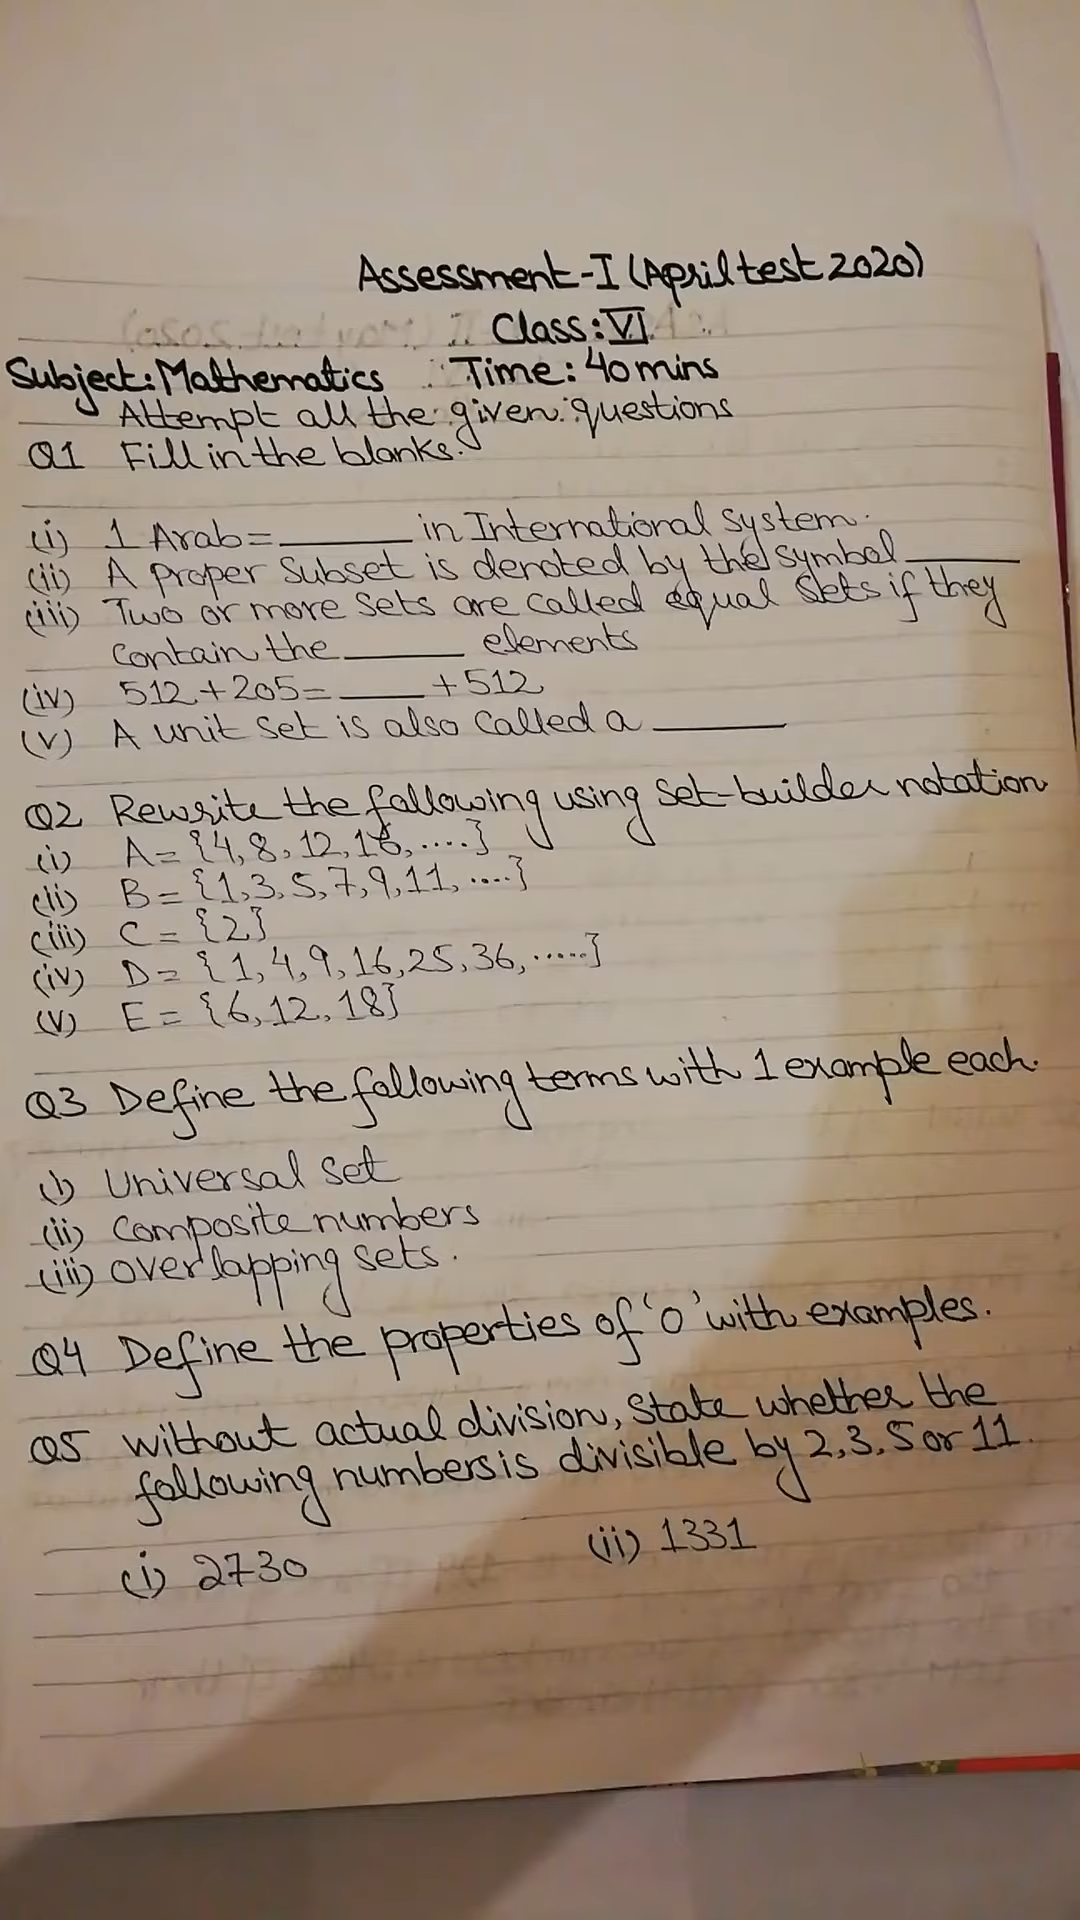 Assessment-I (April test 2020)
Class: VI
Subject: Mathematics Time: 40 mins
Attempt all the given questions
Q1 Fill in the blanks.
(i) 1 Arab = ______ in International system.
(ii) A proper subset is denoted by the symbol ______
(iii) Two or more sets are called equal sets if they
contain the ______ elements
(iv) 512 + 205 = ____ + 512
(v) A unit set is also called a ______
Q2 Rewrite the following using set-builder notation
(i) A = {4, 8, 12, 16, ....}
(ii) B = {1, 3, 5, 7, 9, 11, ....}
(iii) C = {2}
(iv) D = {1, 4, 9, 16, 25, 36, .....}
(v) E = {6, 12, 18}
Q3 Define the following terms with 1 example each.
(i) Universal set
(ii) Composite numbers
(iii) Overlapping sets.
Q4 Define the properties of 'o' with examples.
Q5 Without actual division, State whether the
following numbers is divisible by 2, 3, 5 or 11.
(i) 2730 (ii) 1331